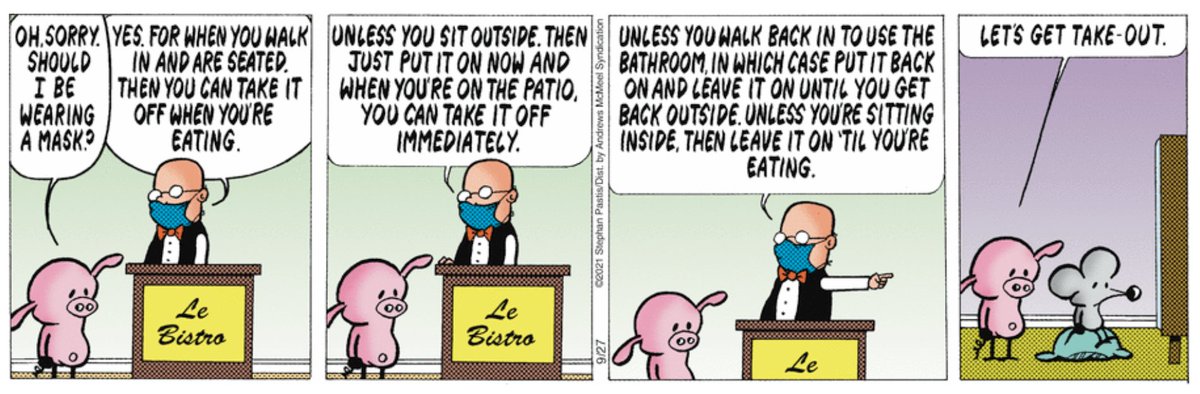 OH, SORRY.
SHOULD
I BE
WEARING
A MASK?
YES. FOR WHEN YOU WALK
IN AND ARE SEATED.
THEN YOU CAN TAKE IT
OFF WHEN YOU'RE
EATING.
Le
Bistro
UNLESS YOU SIT OUTSIDE. THEN
JUST PUT IT ON NOW AND
WHEN YOU'RE ON THE PATIO,
YOU CAN TAKE IT OFF
IMMEDIATELY.
Le
Bistro
©2021 Stephan Pastis/Dist. by Andrews McMeel Syndication
9/27
UNLESS YOU WALK BACK IN TO USE THE
BATHROOM, IN WHICH CASE PUT IT BACK
ON AND LEAVE IT ON UNTIL YOU GET
BACK OUTSIDE. UNLESS YOU'RE SITTING
INSIDE, THEN LEAVE IT ON 'TIL YOU'RE
EATING.
Le
LET'S GET TAKE-OUT.